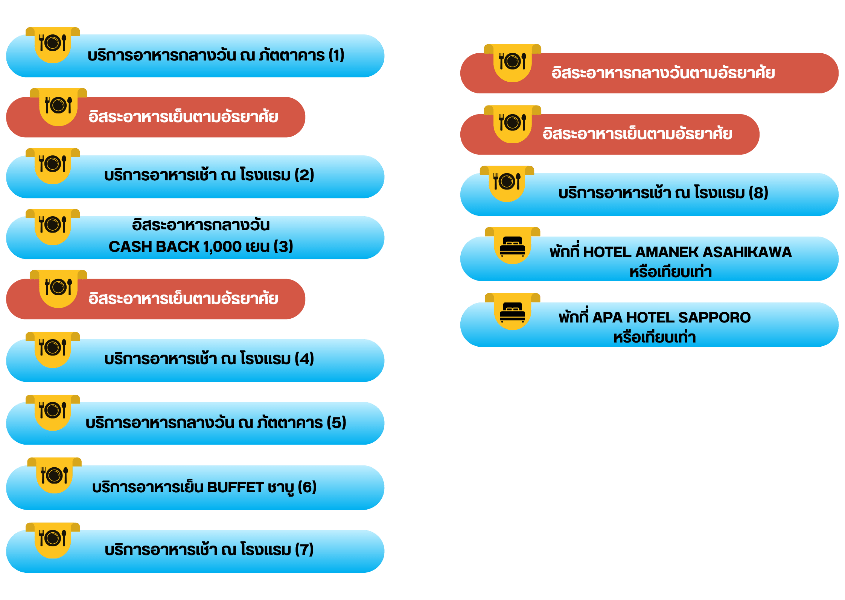 บริการอาหารกลางวัน ณ ภัตตาคาร (1)
อิสระอาหารเย็นตามอัธยาศัย
บริการอาหารเช้า ณ โรงแรม (2)
อิสระอาหารกลางวัน
CASH BACK 1,000 เยน (3)
อิสระอาหารเย็นตามอัธยาศัย
บริการอาหารเช้า ณ โรงแรม (4)
บริการอาหารกลางวัน ณ ภัตตาคาร (5)
บริการอาหารเย็น BUFFET ชาบู (6)
บริการอาหารเช้า ณ โรงแรม (7)
อิสระอาหารกลางวันตามอัธยาศัย
อิสระอาหารเย็นตามอัธยาศัย
บริการอาหารเช้า ณ โรงแรม (8)
พักที่ HOTEL AMANEK ASAHIKAWA
หรือเทียบเท่า
พักที่ APA HOTEL SAPPORO
หรือเทียบเท่า